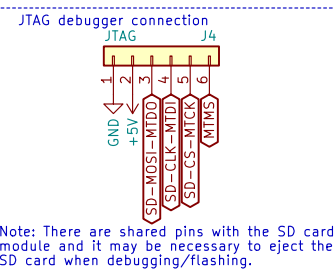 JTAG debugger connection
JTAG J4
1 2 3 4 5 6
GND
+5V
SD-MOSI-MTDO
SD-CLK-MTDI
SD-CS-MTCK
MTMS
Note: There are shared pins with the SD card
module and it may be necessary to eject the
SD card when debugging/flashing.